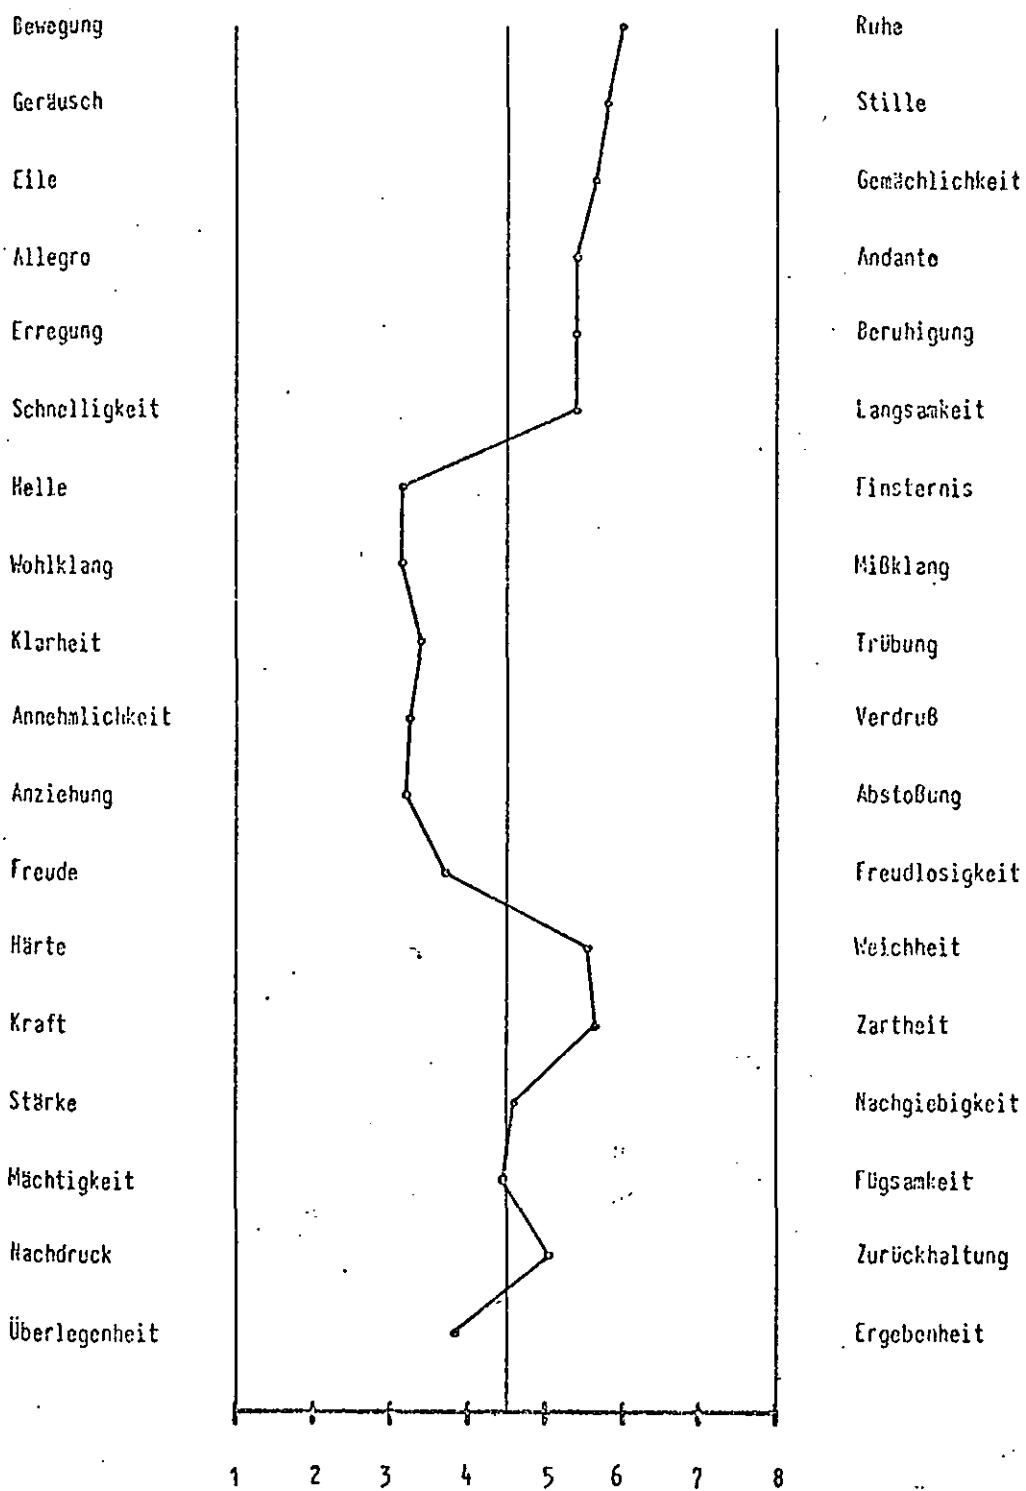 Bewegung Ruhe
Geräusch Stille
Eile Gemächlichkeit
Allegro Andante
Erregung Beruhigung
Schnelligkeit Langsamkeit
Helle Finsternis
Wohlklang Mißklang
Klarheit Trübung
Annehmlichkeit Verdruß
Anziehung Abstoßung
Freude Freudlosigkeit
Härte Weichheit
Kraft Zartheit
Stärke Nachgiebigkeit
Mächtigkeit Fügsamkeit
Nachdruck Zurückhaltung
Überlegenheit Ergebenheit
1 2 3 4 5 6 7 8